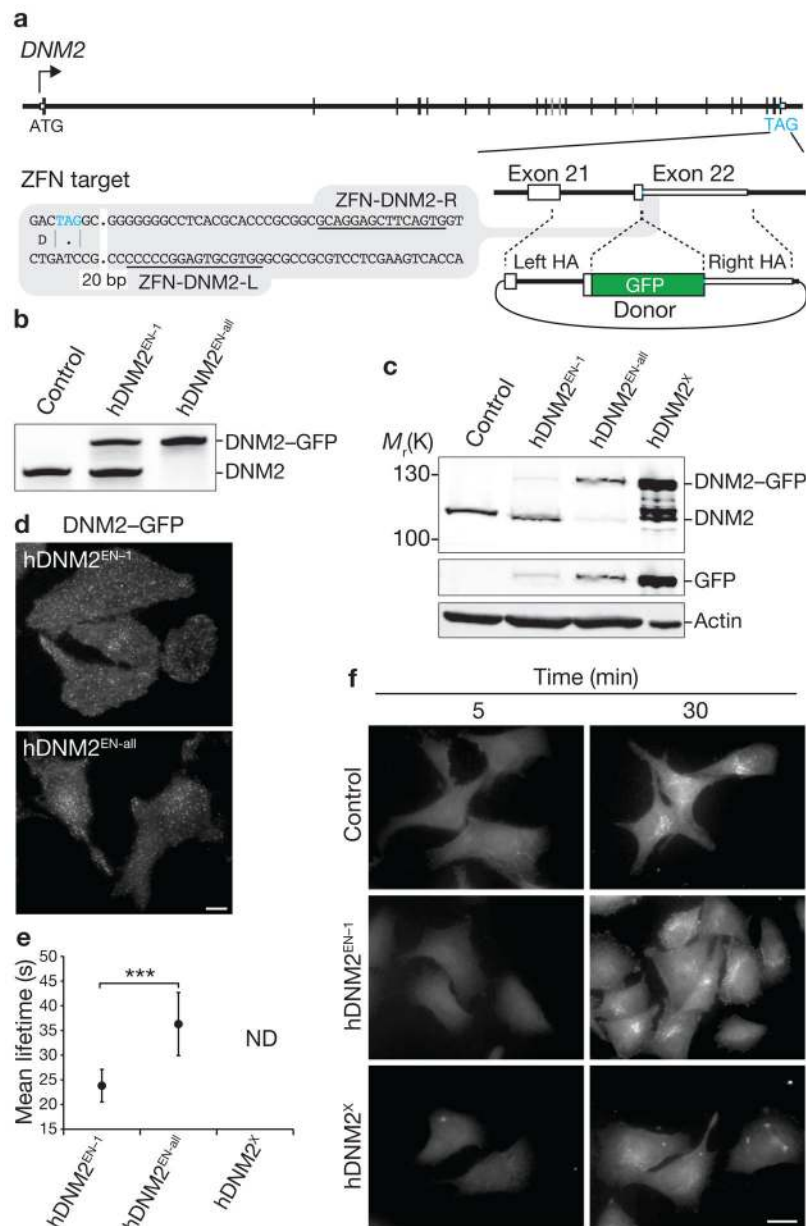 a
DNM2
ATG
TAG
ZFN target
ZFN-DNM2-R
GACTAGGC.GGGGGGGCCTCACGCACCCGCGGCGCAGGAGCTTCAGTGGT
D
.
CTGATCCG.CCCCCCCGGAGTGCGTGGGCGCCGCGTCCTCGAAGTCACCA
20 bp
ZFN-DNM2-L
Exon 21
Exon 22
Left HA
Right HA
GFP
Donor
b
Control
hDNM2EN-1
hDNM2EN-all
DNM2–GFP
DNM2
c
Control
hDNM2EN-1
hDNM2EN-all
hDNM2X
Mr(K)
130
100
DNM2–GFP
DNM2
GFP
Actin
d
DNM2–GFP
hDNM2EN-1
hDNM2EN-all
e
Mean lifetime (s)
50
45
40
35
30
25
20
15
***
ND
hDNM2EN-1
hDNM2EN-all
hDNM2X
f
Time (min)
5
30
Control
hDNM2EN-1
hDNM2X